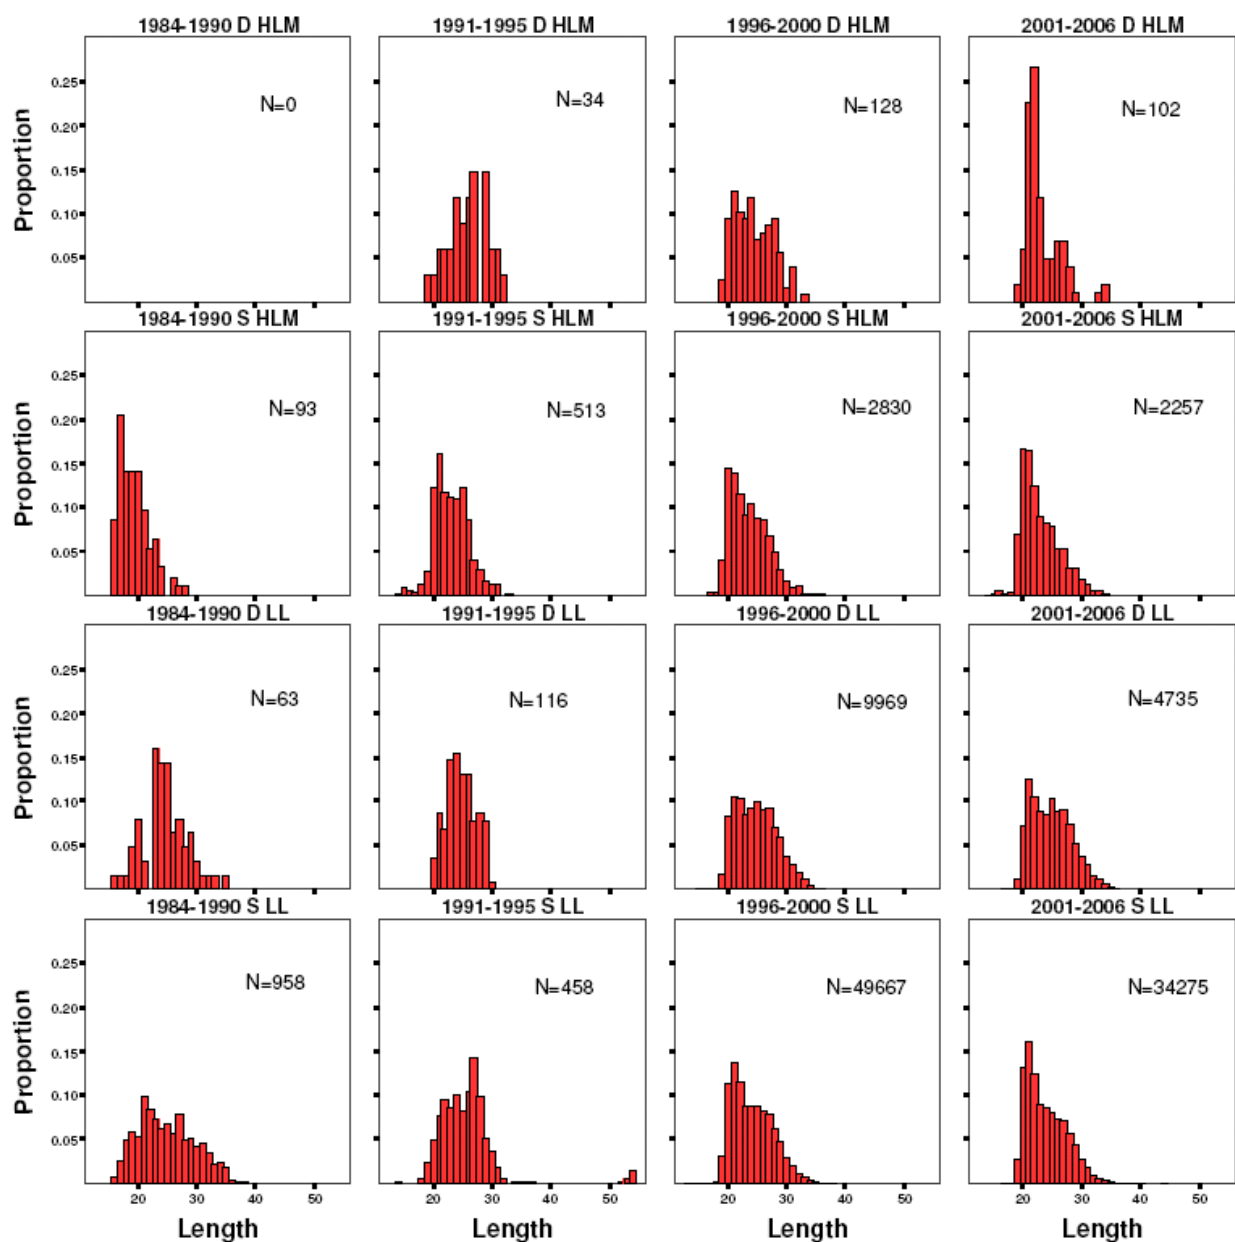 1984-1990 D HLM 1991-1995 D HLM 1996-2000 D HLM 2001-2006 D HLM
Proportion
0.25
0.20
0.15
0.10
0.05
N=0 N=34 N=128 N=102
1984-1990 S HLM 1991-1995 S HLM 1996-2000 S HLM 2001-2006 S HLM
Proportion
0.25
0.20
0.15
0.10
0.05
N=93 N=513 N=2830 N=2257
1984-1990 D LL 1991-1995 D LL 1996-2000 D LL 2001-2006 D LL
Proportion
0.25
0.20
0.15
0.10
0.05
N=63 N=116 N=9969 N=4735
1984-1990 S LL 1991-1995 S LL 1996-2000 S LL 2001-2006 S LL
Proportion
0.25
0.20
0.15
0.10
0.05
N=958 N=458 N=49667 N=34275
20 30 40 50 20 30 40 50 20 30 40 50 20 30 40 50
Length Length Length Length